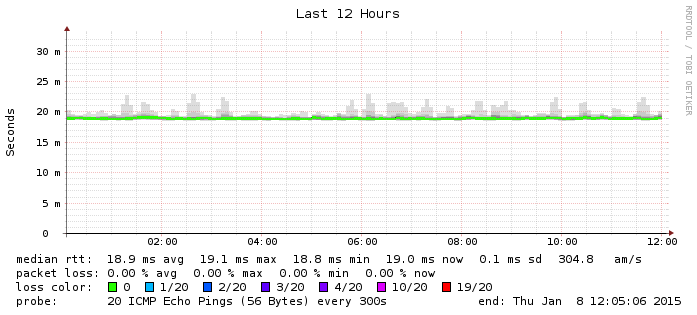 Last 12 Hours
RRDTOOL / TOBI OETIKER
Seconds
30 m
25 m
20 m
15 m
10 m
5 m
0
02:00 04:00 06:00 08:00 10:00 12:00
median rtt: 18.9 ms avg 19.1 ms max 18.8 ms min 19.0 ms now 0.1 ms sd 304.8 am/s
packet loss: 0.00 % avg 0.00 % max 0.00 % min 0.00 % now
loss color: 0 1/20 2/20 3/20 4/20 10/20 19/20
probe: 20 ICMP Echo Pings (56 Bytes) every 300s end: Thu Jan 8 12:05:06 2015